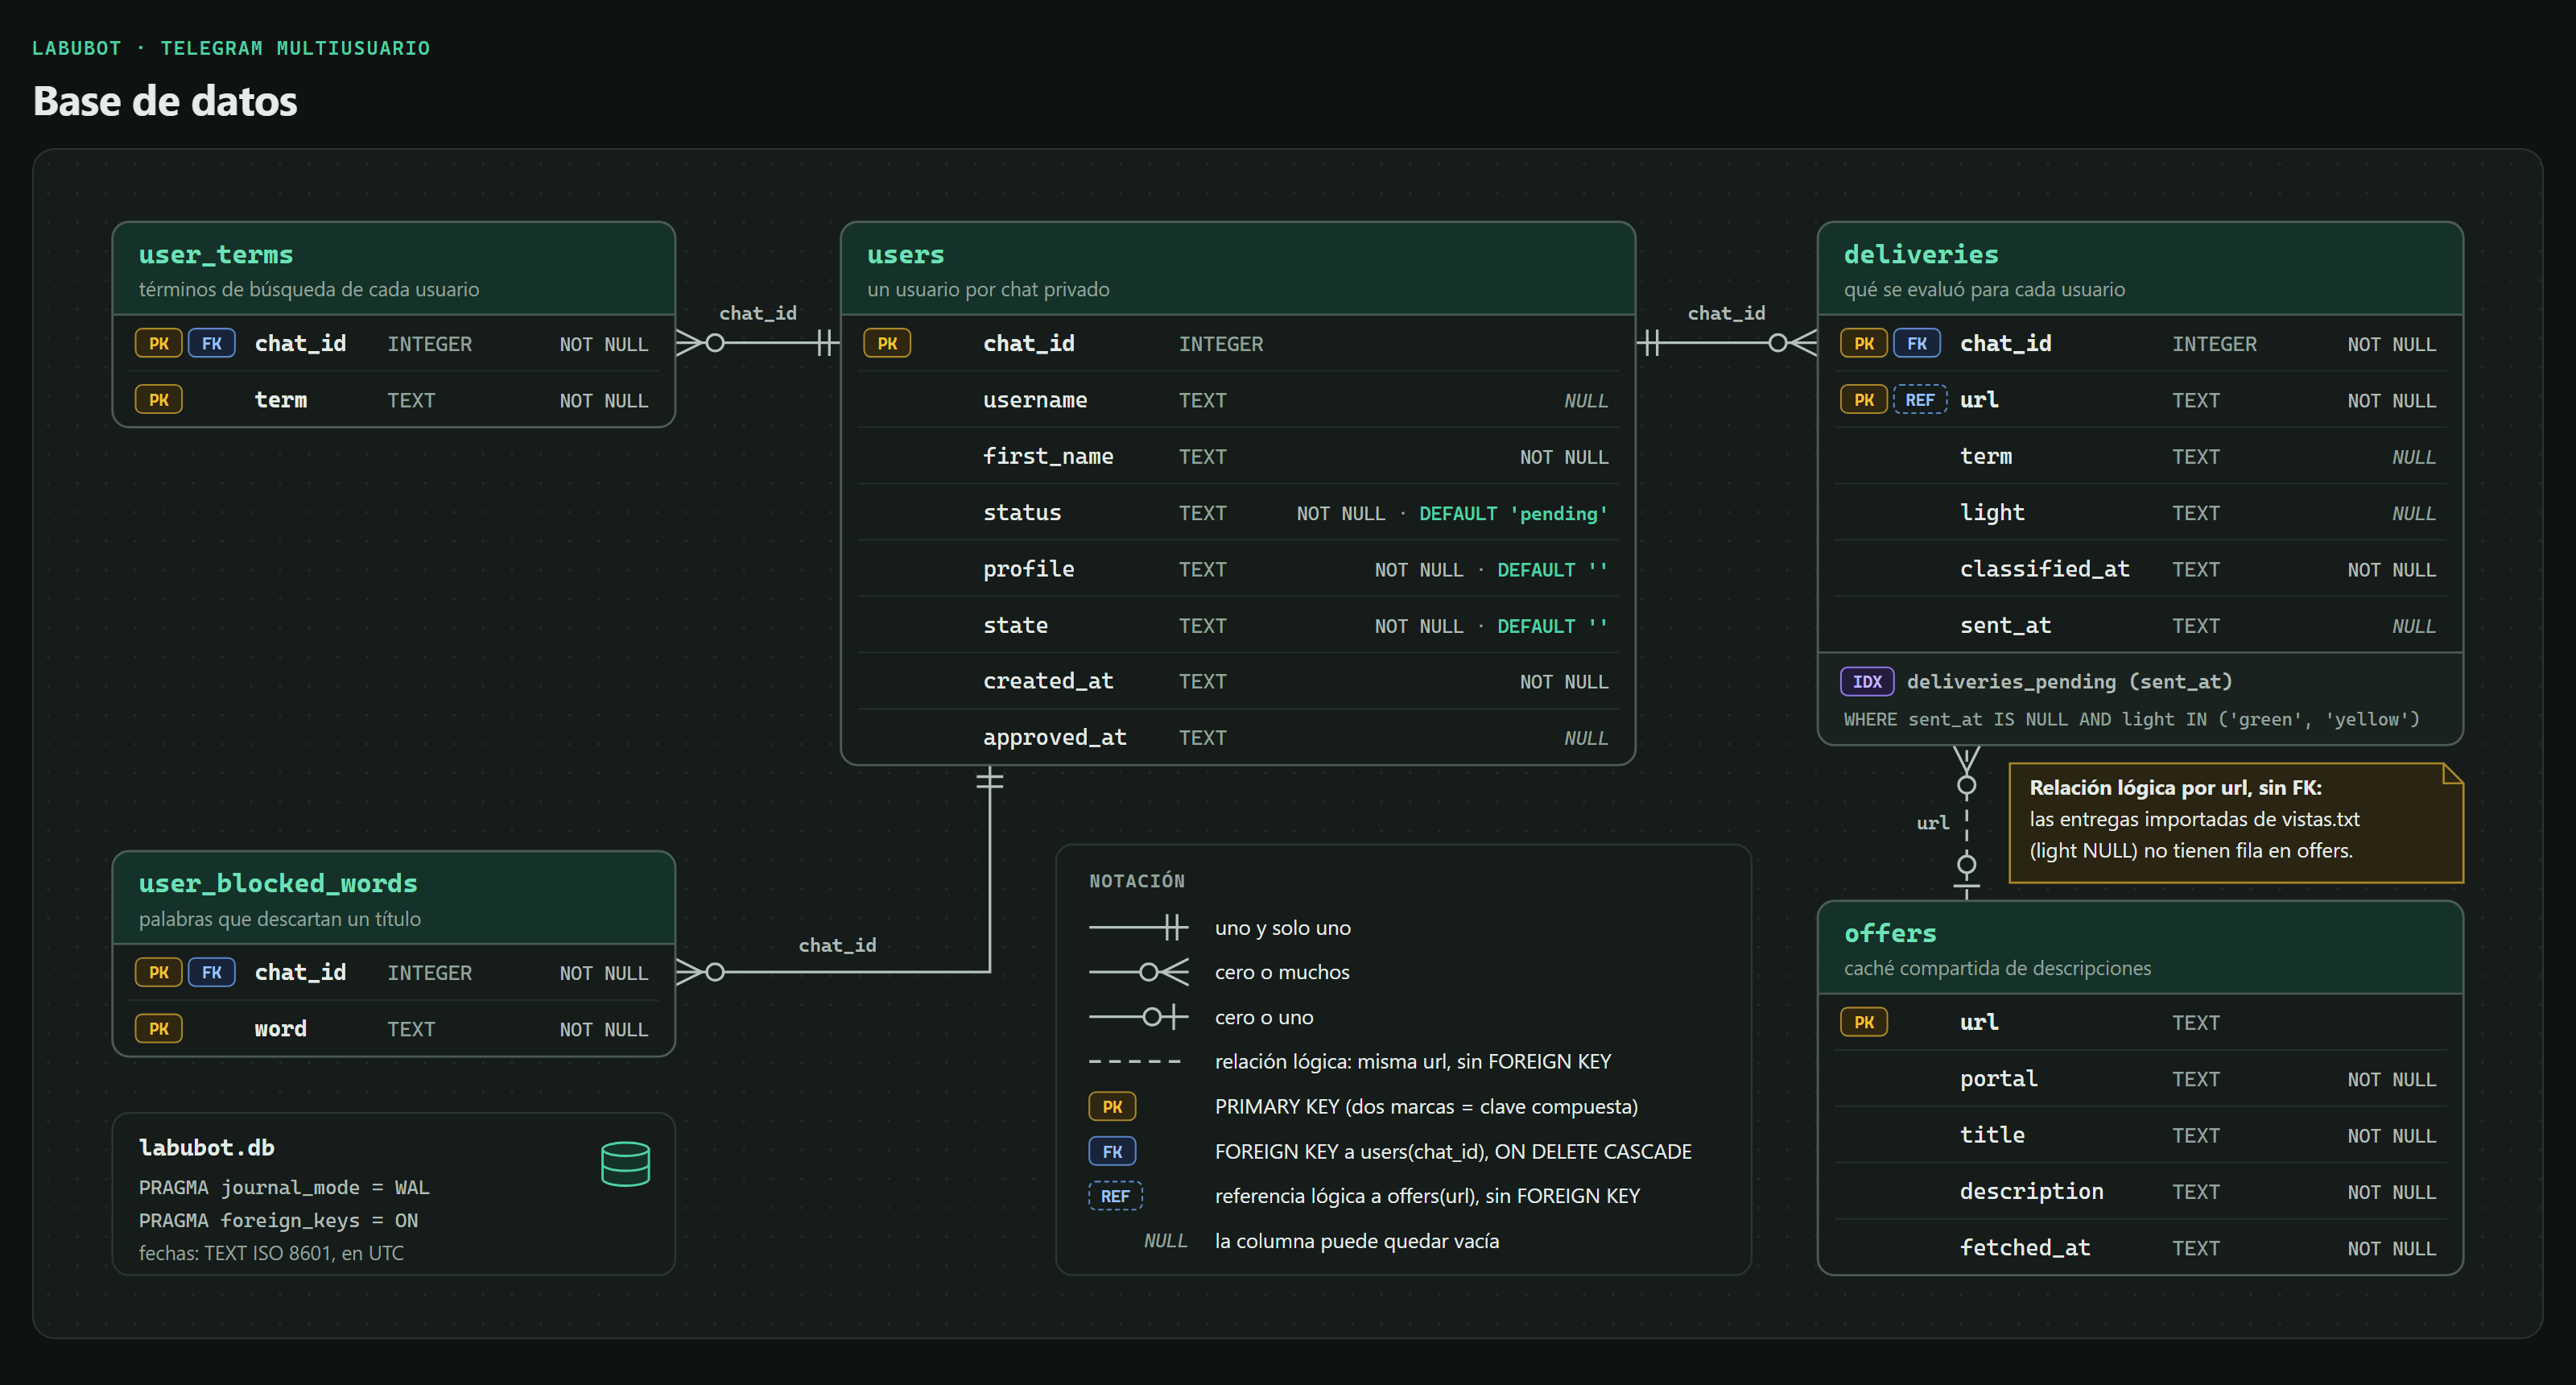 LABUBOT · TELEGRAM MULTIUSUARIO
Base de datos
user_terms
términos de búsqueda de cada usuario
PK FK chat_id INTEGER NOT NULL
PK term TEXT NOT NULL
chat_id
users
un usuario por chat privado
PK chat_id INTEGER
username TEXT NULL
first_name TEXT NOT NULL
status TEXT NOT NULL · DEFAULT 'pending'
profile TEXT NOT NULL · DEFAULT ''
state TEXT NOT NULL · DEFAULT ''
created_at TEXT NOT NULL
approved_at TEXT NULL
chat_id
deliveries
qué se evaluó para cada usuario
PK FK chat_id INTEGER NOT NULL
PK REF url TEXT NOT NULL
term TEXT NULL
light TEXT NULL
classified_at TEXT NOT NULL
sent_at TEXT NULL
IDX deliveries_pending (sent_at)
WHERE sent_at IS NULL AND light IN ('green', 'yellow')
url
Relación lógica por url, sin FK:
las entregas importadas de vistas.txt
(light NULL) no tienen fila en offers.
user_blocked_words
palabras que descartan un título
PK FK chat_id INTEGER NOT NULL
PK word TEXT NOT NULL
chat_id
labubot.db
PRAGMA journal_mode = WAL
PRAGMA foreign_keys = ON
fechas: TEXT ISO 8601, en UTC
NOTACIÓN
uno y solo uno
cero o muchos
cero o uno
relación lógica: misma url, sin FOREIGN KEY
PK PRIMARY KEY (dos marcas = clave compuesta)
FK FOREIGN KEY a users(chat_id), ON DELETE CASCADE
REF referencia lógica a offers(url), sin FOREIGN KEY
NULL la columna puede quedar vacía
offers
caché compartida de descripciones
PK url TEXT
portal TEXT NOT NULL
title TEXT NOT NULL
description TEXT NOT NULL
fetched_at TEXT NOT NULL